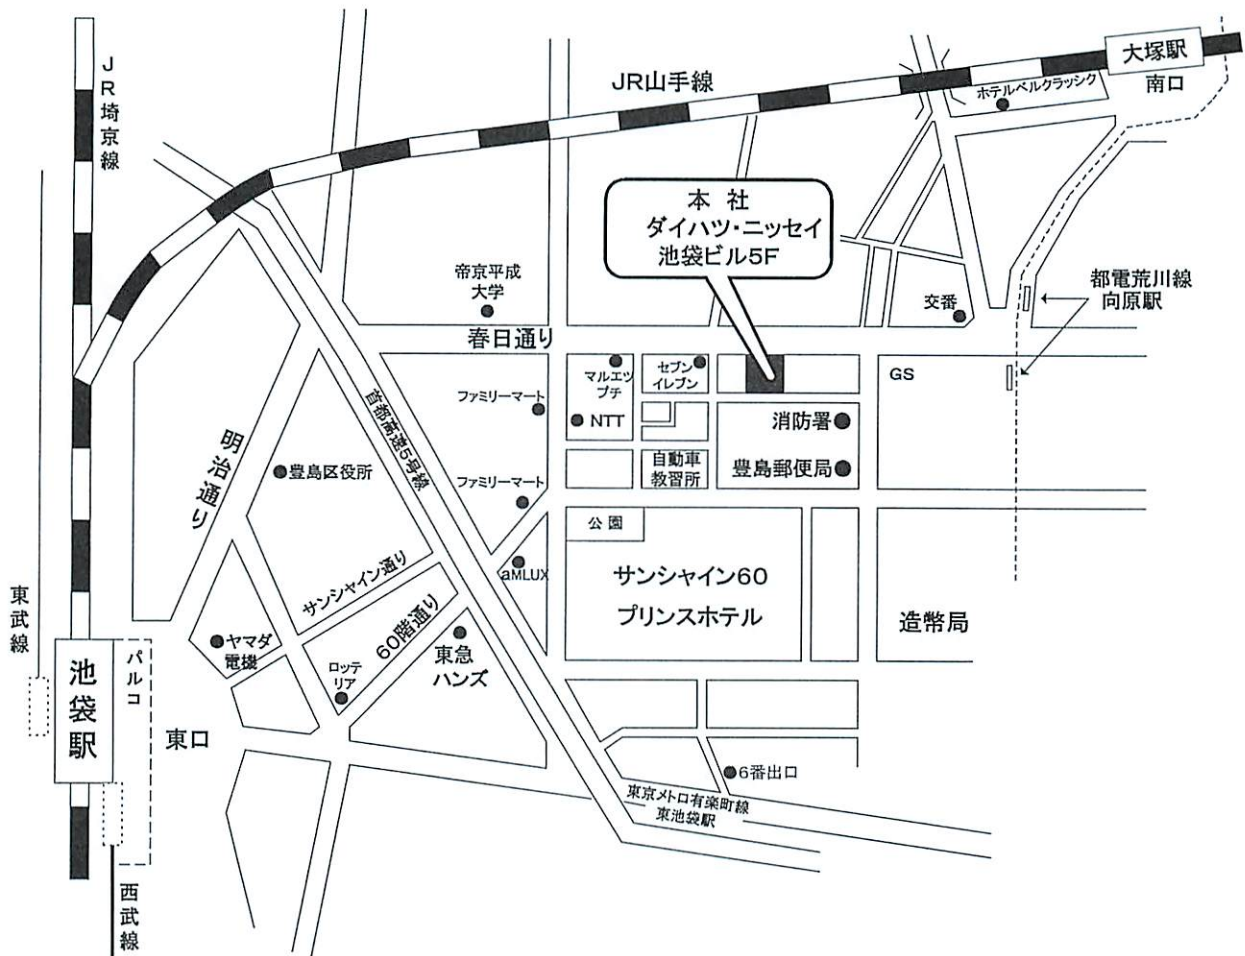 大塚駅
南口
JR埼京線
JR山手線
ホテルベルクラッシク
本 社
ダイハツ・ニッセイ
池袋ビル5F
帝京平成
大学
交番
都電荒川線
向原駅
春日通り
マルエツ
プチ
セブン
イレブン
GS
ファミリーマート
NTT
消防署
首都高速5号線
明治通り
豊島区役所
ファミリーマート
自動車
教習所
豊島郵便局
公園
サンシャイン通り
aMLUX
サンシャイン60
プリンスホテル
造幣局
60階通り
東武線
ヤマダ
電機
ロッテ
リア
東急
ハンズ
パルコ
池袋駅
東口
6番出口
東京メトロ有楽町線
東池袋駅
西武線